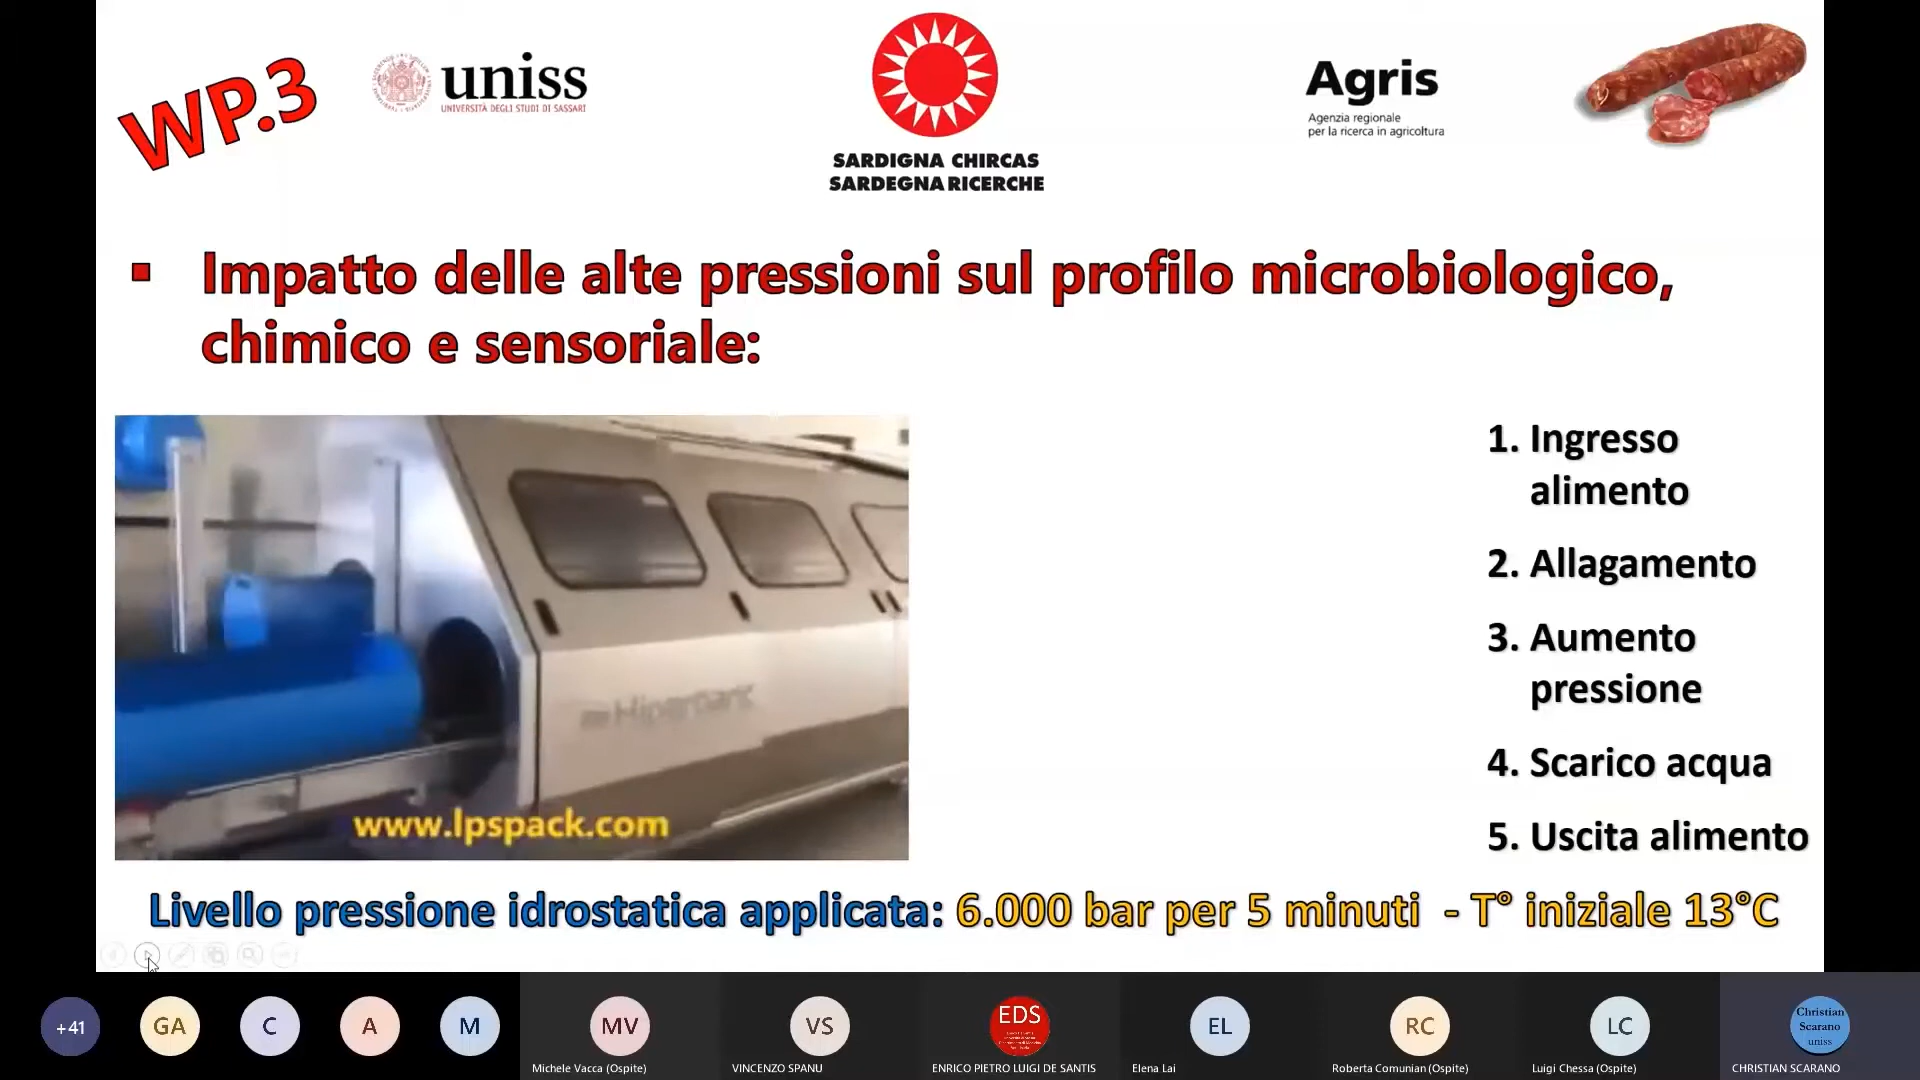 WP.3
uniss
UNIVERSITÀ DEGLI STUDI DI SASSARI
SARDIGNA CHIRCAS
SARDEGNA RICERCHE
Agris
Agenzia regionale
per la ricerca in agricoltura
▪ Impatto delle alte pressioni sul profilo microbiologico,
chimico e sensoriale:
www.lpspack.com
1. Ingresso
alimento
2. Allagamento
3. Aumento
pressione
4. Scarico acqua
5. Uscita alimento
Livello pressione idrostatica applicata: 6.000 bar per 5 minuti - T° iniziale 13°C
+41
GA
C
A
M
MV
Michele Vacca (Ospite)
VS
VINCENZO SPANU
EDS
ENRICO PIETRO LUIGI DE SANTIS
EL
Elena Lai
RC
Roberta Comunian (Ospite)
LC
Luigi Chessa (Ospite)
Christian
Scarano
uniss
CHRISTIAN SCARANO